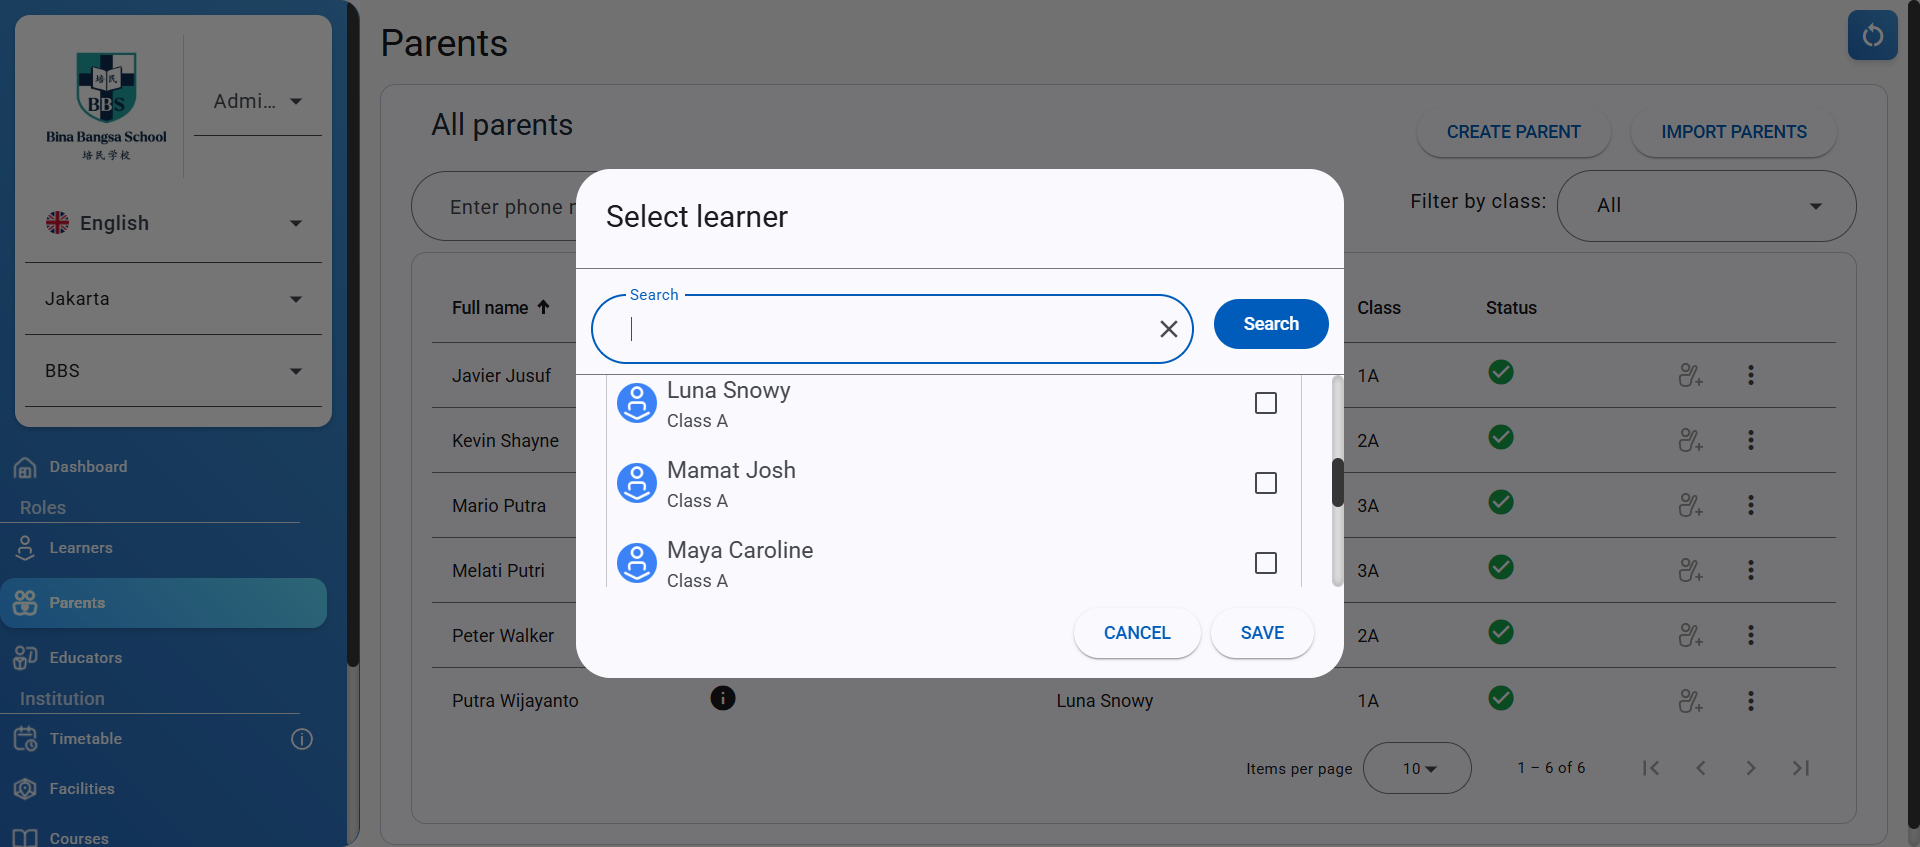 培民
BBS
Bina Bangsa School
培民学校
Admi...
English
Jakarta
BBS
Dashboard
Roles
Learners
Parents
Educators
Institution
Timetable
Facilities
Courses
Parents
All parents
CREATE PARENT
IMPORT PARENTS
Enter phone n
Filter by class:
All
Full name
Class
Status
Javier Jusuf
1A
Kevin Shayne
2A
Mario Putra
3A
Melati Putri
3A
Peter Walker
2A
Putra Wijayanto
Luna Snowy
1A
Items per page
10
1 – 6 of 6
Select learner
Search
Search
Luna Snowy
Class A
Mamat Josh
Class A
Maya Caroline
Class A
CANCEL
SAVE